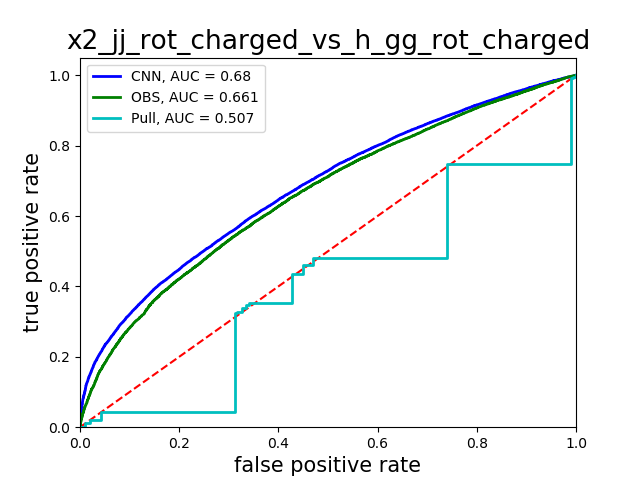 x2_jj_rot_charged_vs_h_gg_rot_charged
CNN, AUC = 0.68
OBS, AUC = 0.661
Pull, AUC = 0.507
1.0
0.8
0.6
0.4
0.2
0.0
true positive rate
0.0 0.2 0.4 0.6 0.8 1.0
false positive rate